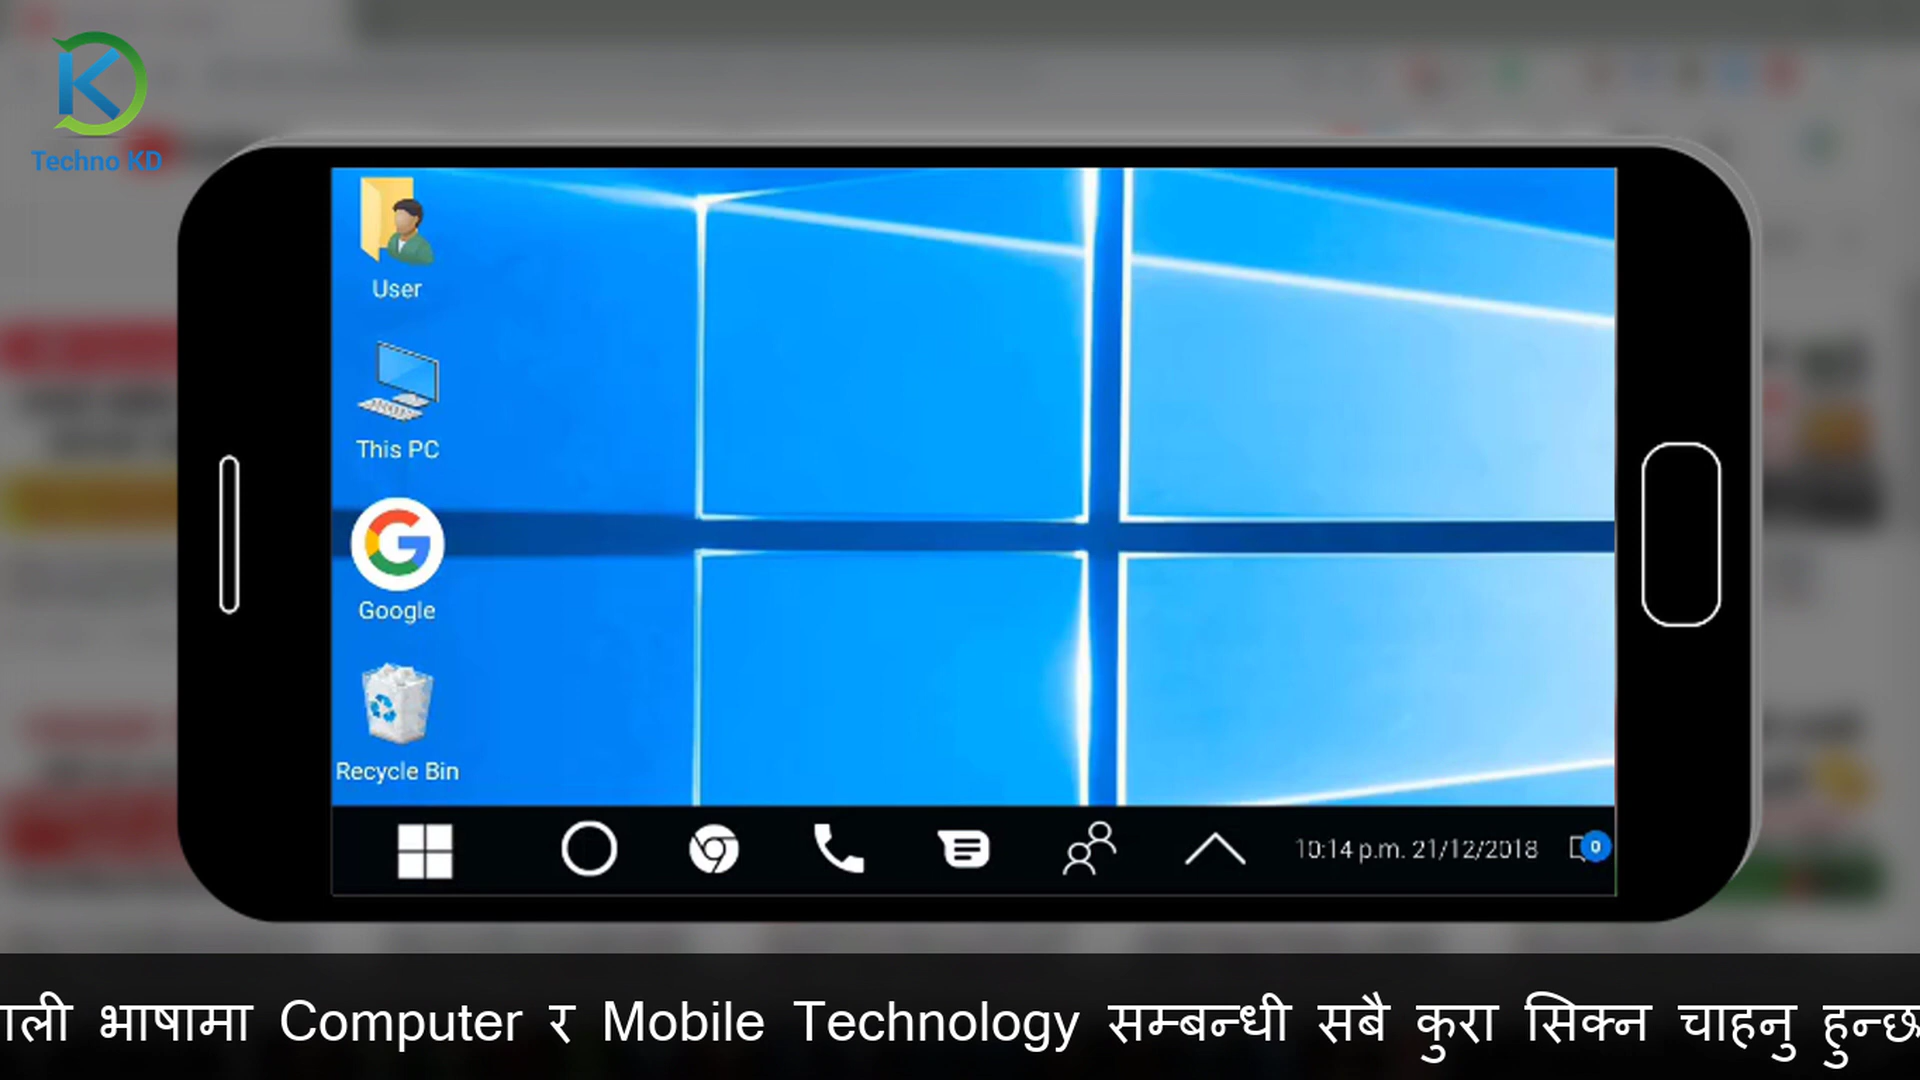 Techno KD
User
This PC
Google
Recycle Bin
10:14 p.m. 21/12/2018
0
भाषामा Computer र Mobile Technology सम्बन्धी सबै कुरा सिक्न चाहनु